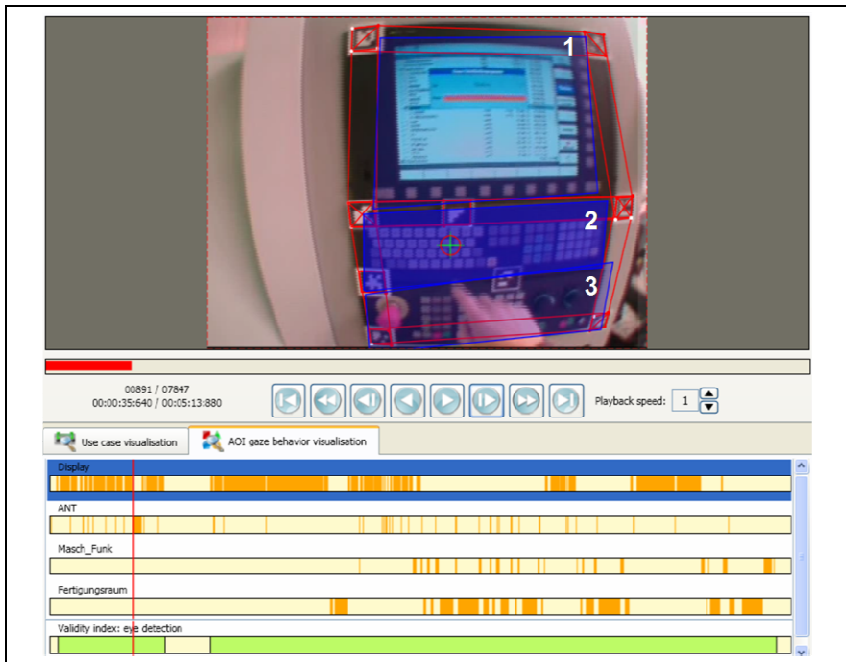 1
2
3
00891 / 07847
00:00:35:640 / 00:05:13:880
Playback speed: 1
Use case visualisation
AOI gaze behavior visualisation
Display
ANT
Masch_Funk
Fertigungsraum
Validity index: eye detection